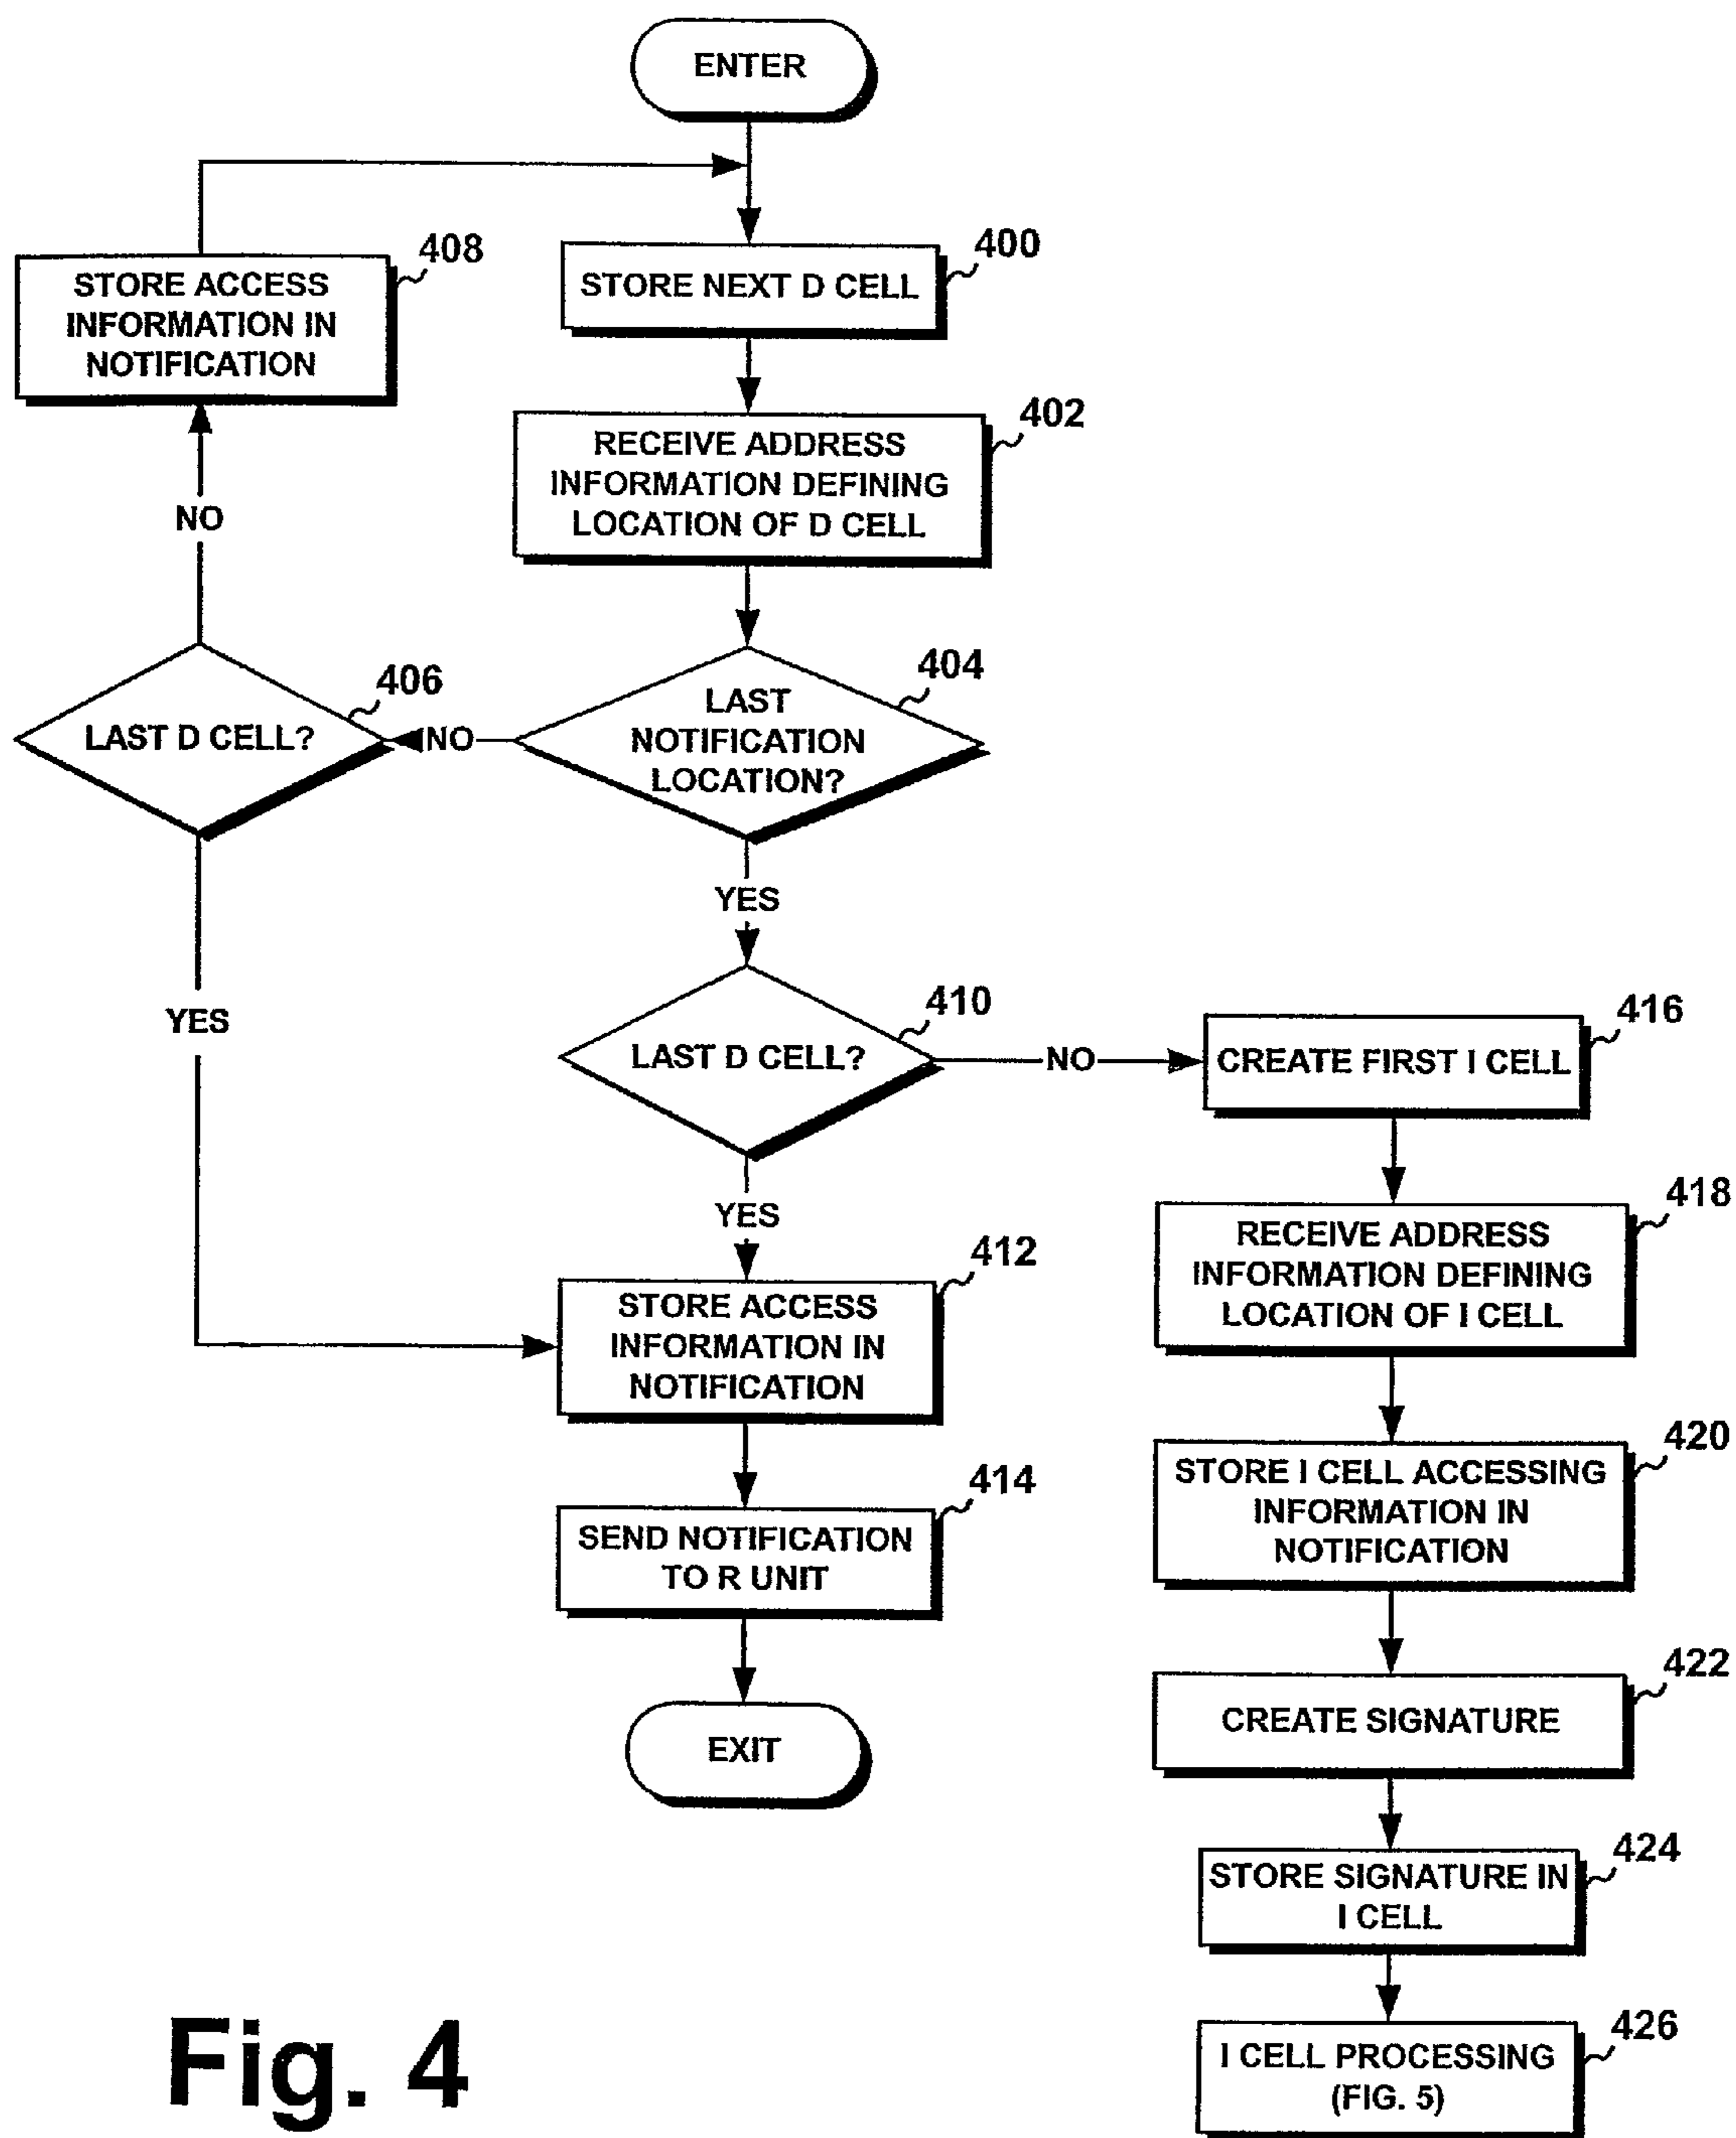 ENTER
408
STORE ACCESS
INFORMATION IN
NOTIFICATION
400
STORE NEXT D CELL
402
RECEIVE ADDRESS
INFORMATION DEFINING
LOCATION OF D CELL
NO
406
LAST D CELL?
NO
404
LAST
NOTIFICATION
LOCATION?
YES
YES
410
LAST D CELL?
NO
416
CREATE FIRST I CELL
YES
412
STORE ACCESS
INFORMATION IN
NOTIFICATION
418
RECEIVE ADDRESS
INFORMATION DEFINING
LOCATION OF I CELL
414
SEND NOTIFICATION
TO R UNIT
420
STORE I CELL ACCESSING
INFORMATION IN
NOTIFICATION
EXIT
422
CREATE SIGNATURE
424
STORE SIGNATURE IN
I CELL
426
I CELL PROCESSING
(FIG. 5)
Fig. 4